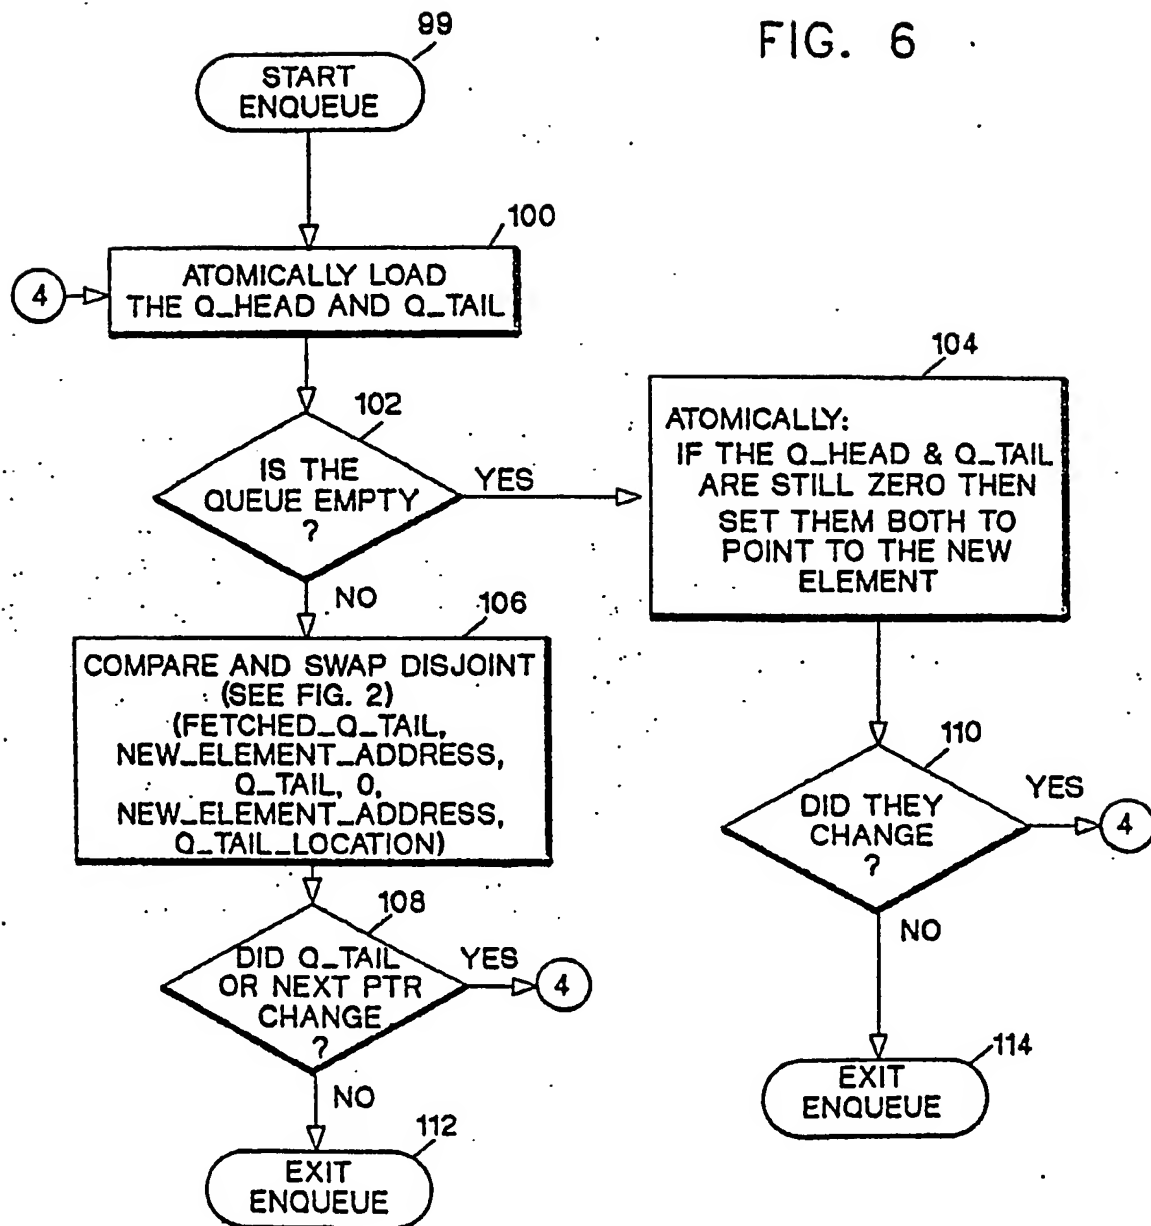 FIG. 6
99
START
ENQUEUE
100
4
ATOMICALLY LOAD
THE Q_HEAD AND Q_TAIL
102
IS THE
QUEUE EMPTY
?
YES
NO
104
ATOMICALLY:
IF THE Q_HEAD & Q_TAIL
ARE STILL ZERO THEN
SET THEM BOTH TO
POINT TO THE NEW
ELEMENT
106
COMPARE AND SWAP DISJOINT
(SEE FIG. 2)
(FETCHED_Q_TAIL,
NEW_ELEMENT_ADDRESS,
Q_TAIL, 0,
NEW_ELEMENT_ADDRESS,
Q_TAIL_LOCATION)
108
DID Q_TAIL
OR NEXT PTR
CHANGE
?
YES
4
NO
112
EXIT
ENQUEUE
110
DID THEY
CHANGE
?
YES
4
NO
114
EXIT
ENQUEUE